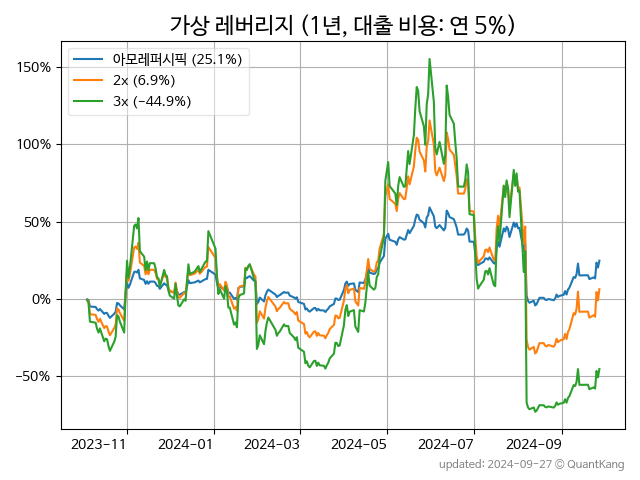 가상 레버리지 (1년, 대출 비용: 연 5%)
아모레퍼시픽 (25.1%)
2x (6.9%)
3x (-44.9%)
150%
100%
50%
0%
−50%
2023-11 2024-01 2024-03 2024-05 2024-07 2024-09
updated: 2024-09-27 © QuantKang